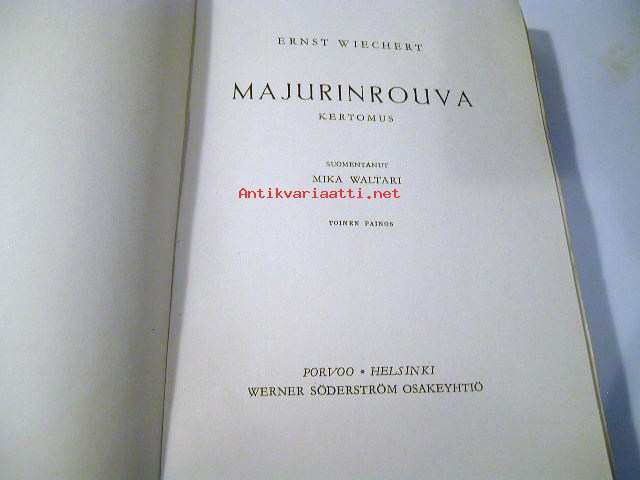 ERNST WIECHERT
MAJURINROUVA
KERTOMUS
SUOMENTANUT
MIKA WALTARI
Antikvariaatti.net
TOINEN PAINOS
PORVOO • HELSINKI
WERNER SÖDERSTRÖM OSAKEYHTIÖ